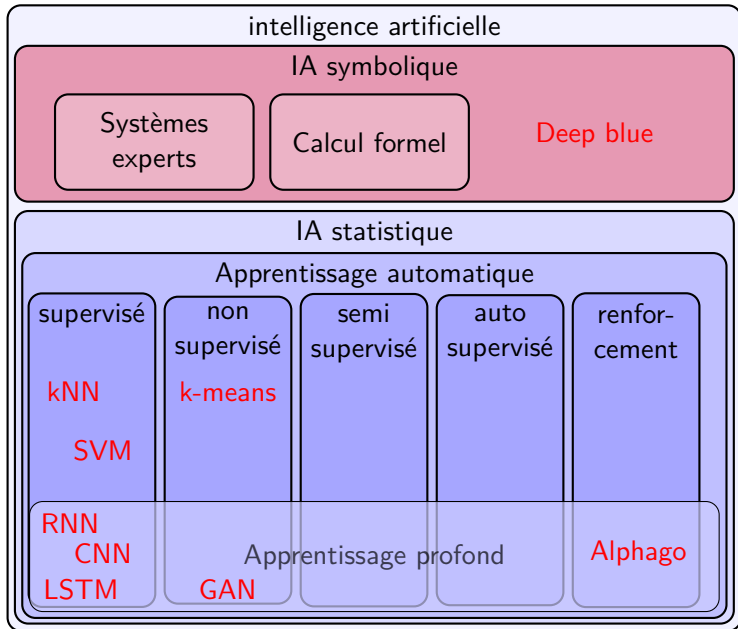 intelligence artificielle
IA symbolique
Systèmes
experts
Calcul formel
Deep blue
IA statistique
Apprentissage automatique
supervisé
non
supervisé
semi
supervisé
auto
supervisé
renfor-
cement
kNN
k-means
SVM
RNN
CNN
LSTM
GAN
Apprentissage profond
Alphago